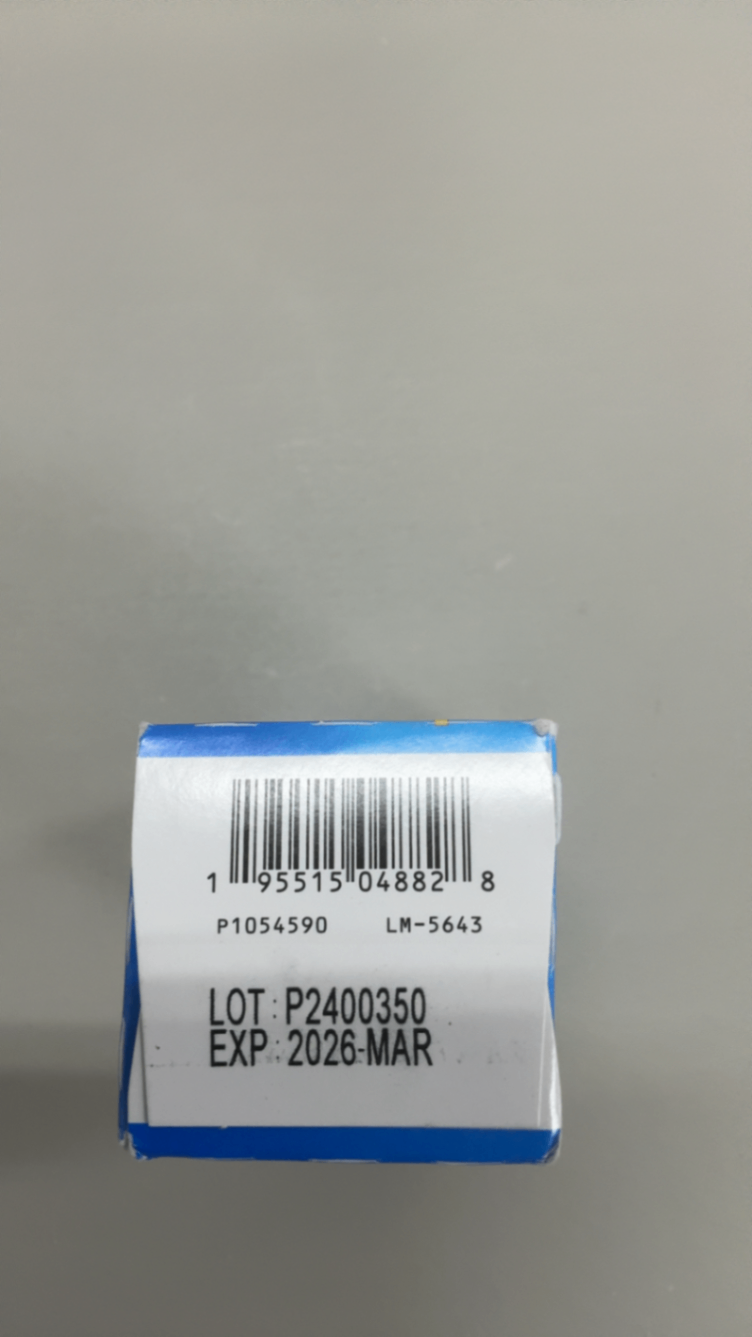 1 95515 04882 8
P1054590 LM-5643
LOT : P2400350
EXP : 2026-MAR